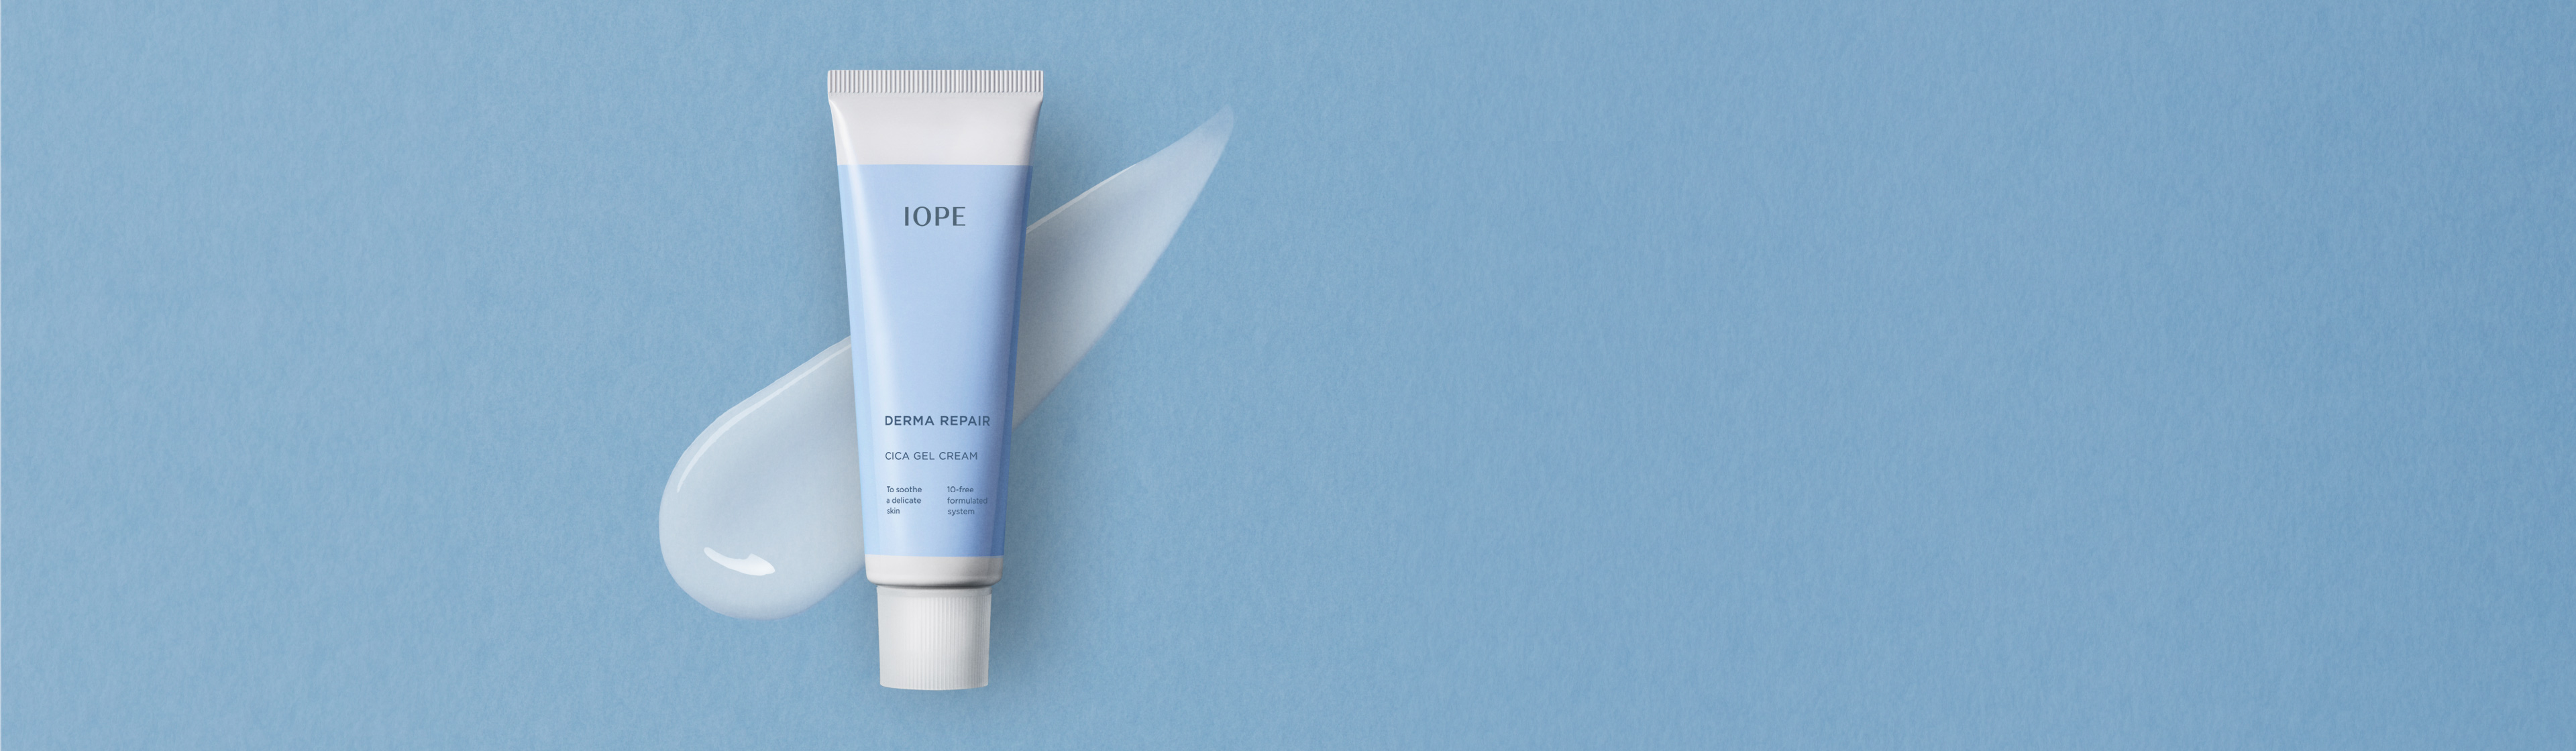 IOPE
DERMA REPAIR
CICA GEL CREAM
To soothe
a delicate
skin
10-free
formulated
system